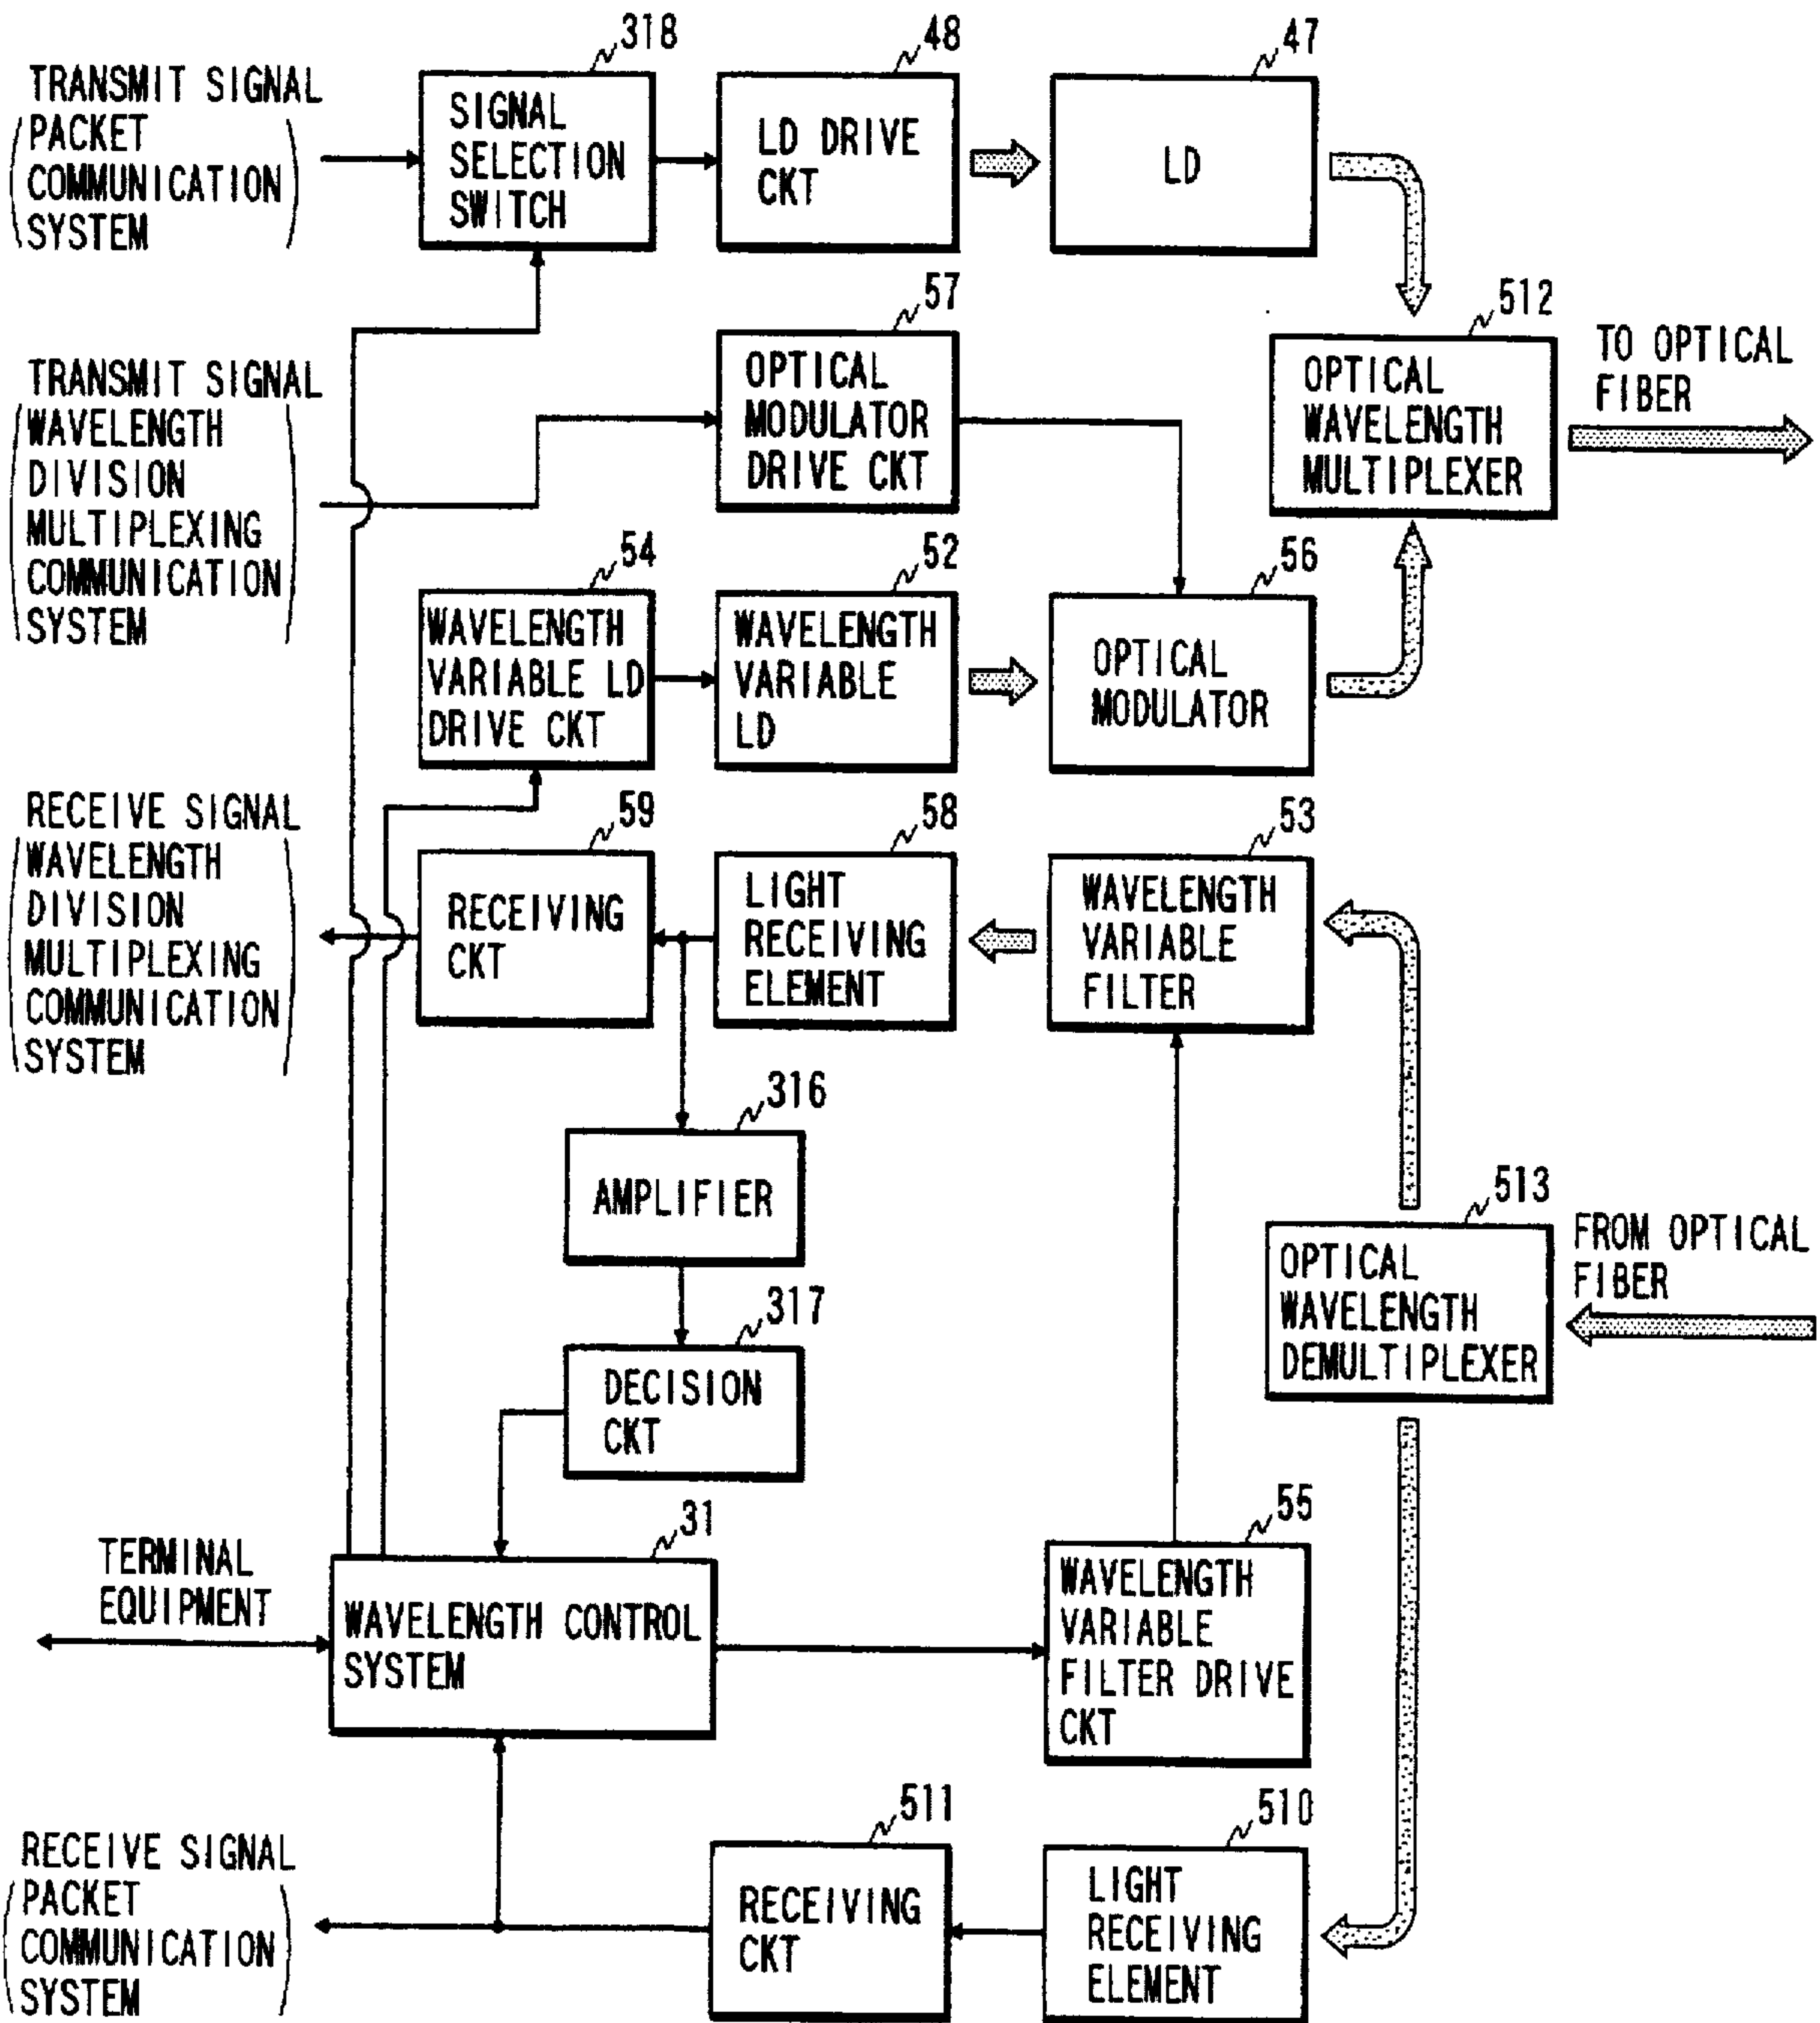 318
48
47
TRANSMIT SIGNAL
PACKET
COMMUNICATION
SYSTEM
SIGNAL
SELECTION
SWITCH
LD DRIVE
CKT
LD
57
512
TRANSMIT SIGNAL
WAVELENGTH
DIVISION
MULTIPLEXING
COMMUNICATION
SYSTEM
OPTICAL
MODULATOR
DRIVE CKT
OPTICAL
WAVELENGTH
MULTIPLEXER
TO OPTICAL
FIBER
54
52
56
WAVELENGTH
VARIABLE LD
DRIVE CKT
WAVELENGTH
VARIABLE
LD
OPTICAL
MODULATOR
59
58
53
RECEIVE SIGNAL
WAVELENGTH
DIVISION
MULTIPLEXING
COMMUNICATION
SYSTEM
RECEIVING
CKT
LIGHT
RECEIVING
ELEMENT
WAVELENGTH
VARIABLE
FILTER
316
AMPLIFIER
513
OPTICAL
WAVELENGTH
DEMULTIPLEXER
FROM OPTICAL
FIBER
317
DECISION
CKT
31
55
TERMINAL
EQUIPMENT
WAVELENGTH CONTROL
SYSTEM
WAVELENGTH
VARIABLE
FILTER DRIVE
CKT
511
510
RECEIVE SIGNAL
PACKET
COMMUNICATION
SYSTEM
RECEIVING
CKT
LIGHT
RECEIVING
ELEMENT